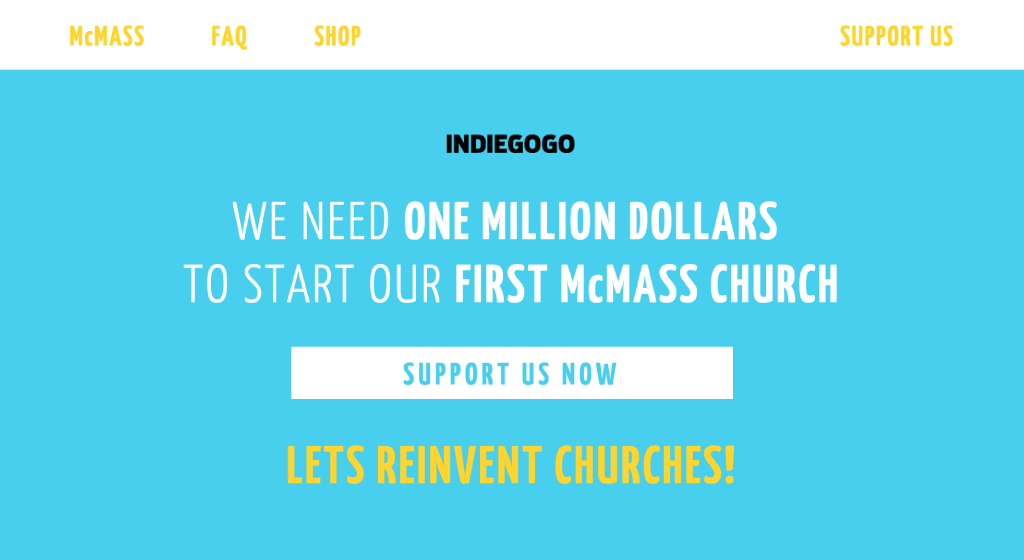 McMASS FAQ SHOP SUPPORT US
INDIEGOGO
WE NEED ONE MILLION DOLLARS
TO START OUR FIRST McMASS CHURCH
SUPPORT US NOW
LETS REINVENT CHURCHES!